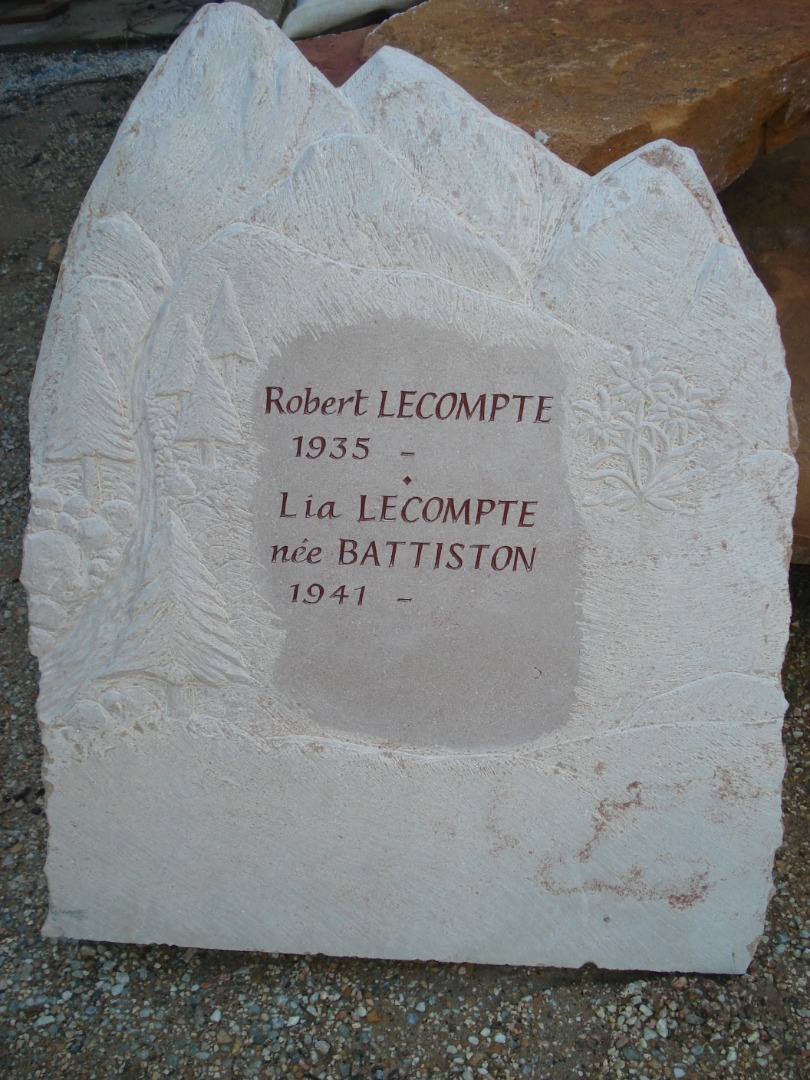 Robert LECOMPTE
1935 -
Lia LECOMPTE
née BATTISTON
1941 -